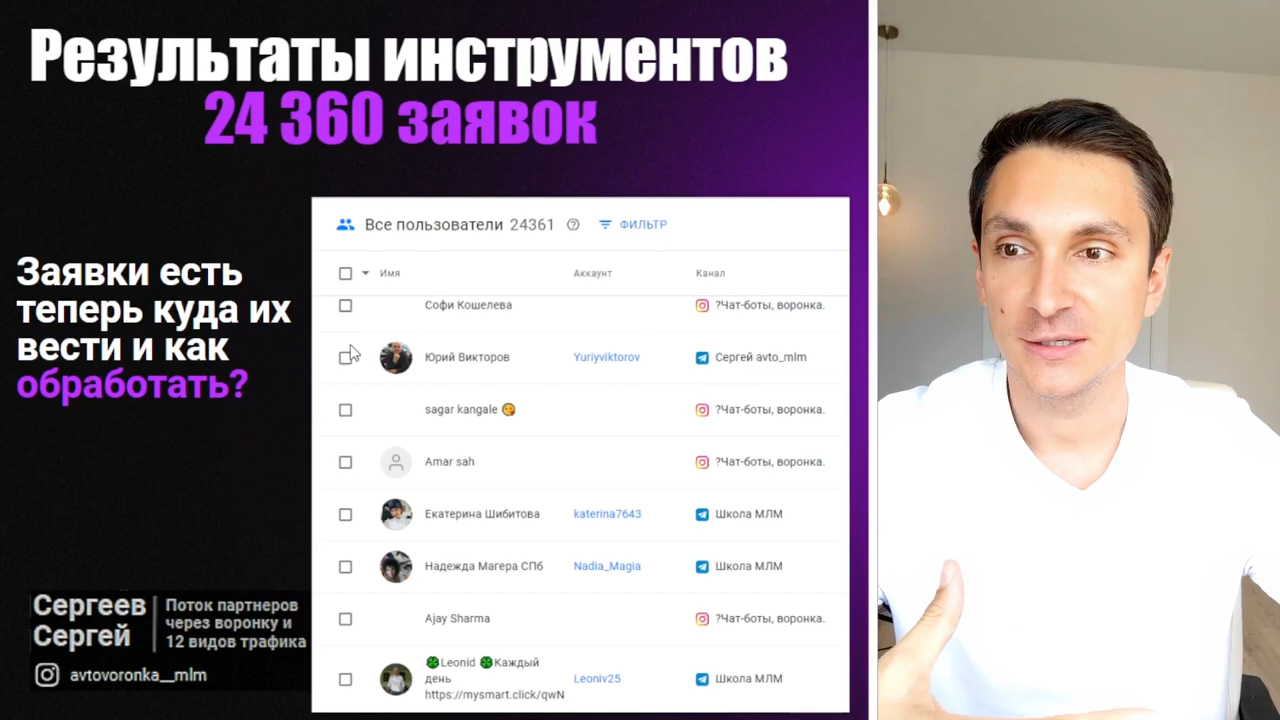 Результаты инструментов
24 360 заявок
Заявки есть
теперь куда их
вести и как
обработать?
Все пользователи 24361 ФИЛЬТР
Имя Аккаунт Канал
Софи Кошелева ?Чат-боты, воронка.
Юрий Викторов Yuriyviktorov Сергей avto_mlm
sagar kangale 😘 ?Чат-боты, воронка.
Amar sah ?Чат-боты, воронка.
Екатерина Шибитова katerina7643 Школа МЛМ
Надежда Магера СПб Nadia_Magia Школа МЛМ
Ajay Sharma ?Чат-боты, воронка.
🍀Leonid 🍀Каждый
день
https://mysmart.click/qwN Leoniv25 Школа МЛМ
Сергеев
Сергей
Поток партнеров
через воронку и
12 видов трафика
avtovoronka__mlm